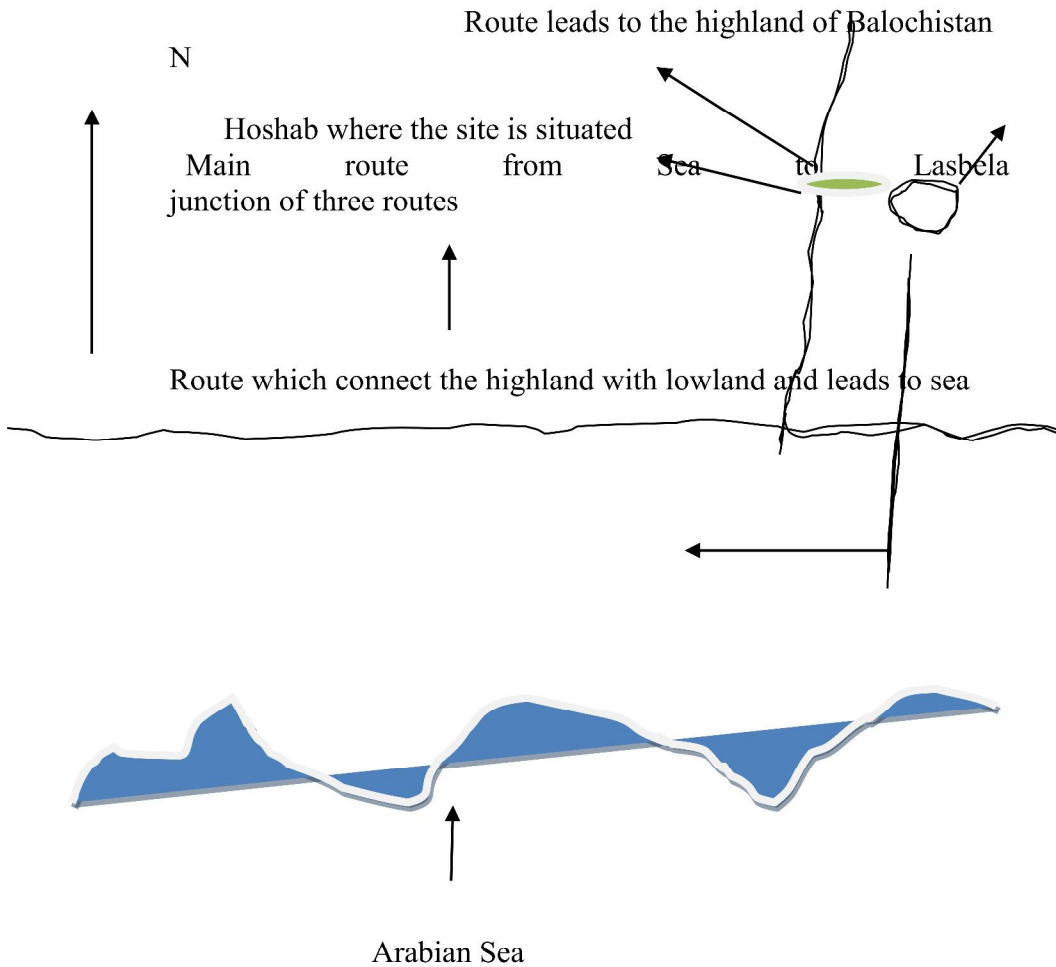 Route leads to the highland of Balochistan
N
Hoshab where the site is situated
Main route from Sea to Lasbela
junction of three routes
Route which connect the highland with lowland and leads to sea
Arabian Sea